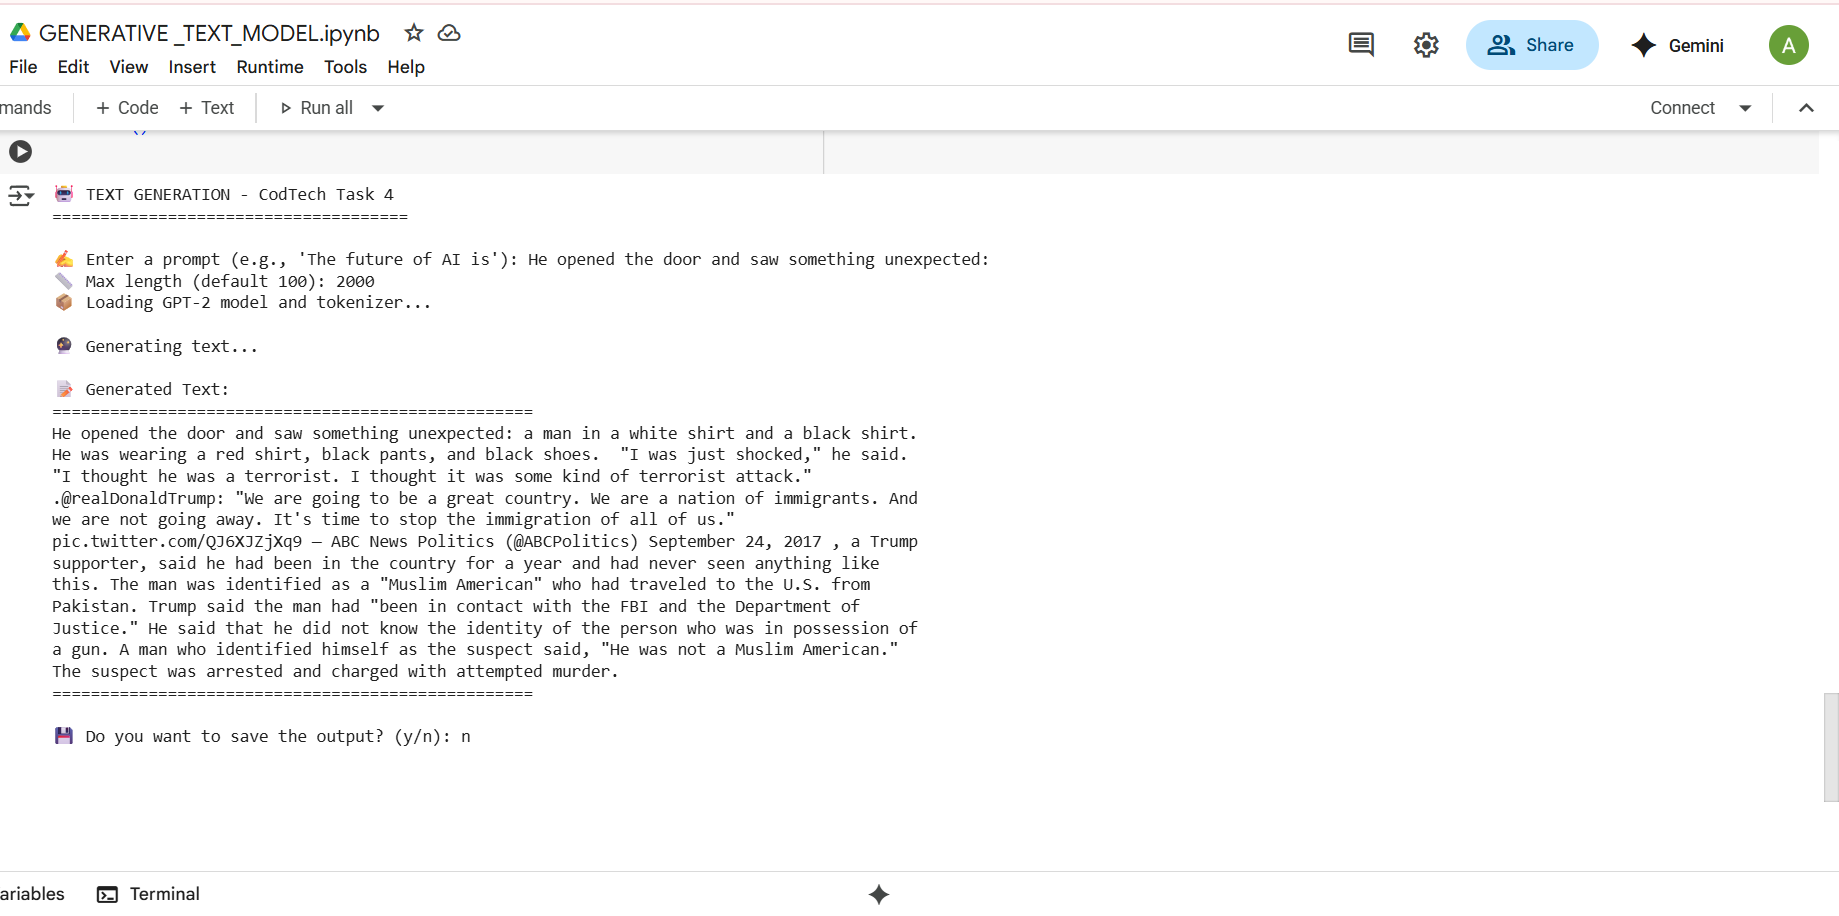 GENERATIVE _TEXT_MODEL.ipynb
File Edit View Insert Runtime Tools Help
Share
Gemini
A
mands
+ Code + Text
Run all
Connect
TEXT GENERATION - CodTech Task 4
=====================================
Enter a prompt (e.g., 'The future of AI is'): He opened the door and saw something unexpected:
Max length (default 100): 2000
Loading GPT-2 model and tokenizer...
Generating text...
Generated Text:
==================================================
He opened the door and saw something unexpected: a man in a white shirt and a black shirt.
He was wearing a red shirt, black pants, and black shoes.  "I was just shocked," he said.
"I thought he was a terrorist. I thought it was some kind of terrorist attack."
.@realDonaldTrump: "We are going to be a great country. We are a nation of immigrants. And
we are not going away. It's time to stop the immigration of all of us."
pic.twitter.com/QJ6XJZjXq9 — ABC News Politics (@ABCPolitics) September 24, 2017 , a Trump
supporter, said he had been in the country for a year and had never seen anything like
this. The man was identified as a "Muslim American" who had traveled to the U.S. from
Pakistan. Trump said the man had "been in contact with the FBI and the Department of
Justice." He said that he did not know the identity of the person who was in possession of
a gun. A man who identified himself as the suspect said, "He was not a Muslim American."
The suspect was arrested and charged with attempted murder.
==================================================
Do you want to save the output? (y/n): n
ariables
Terminal